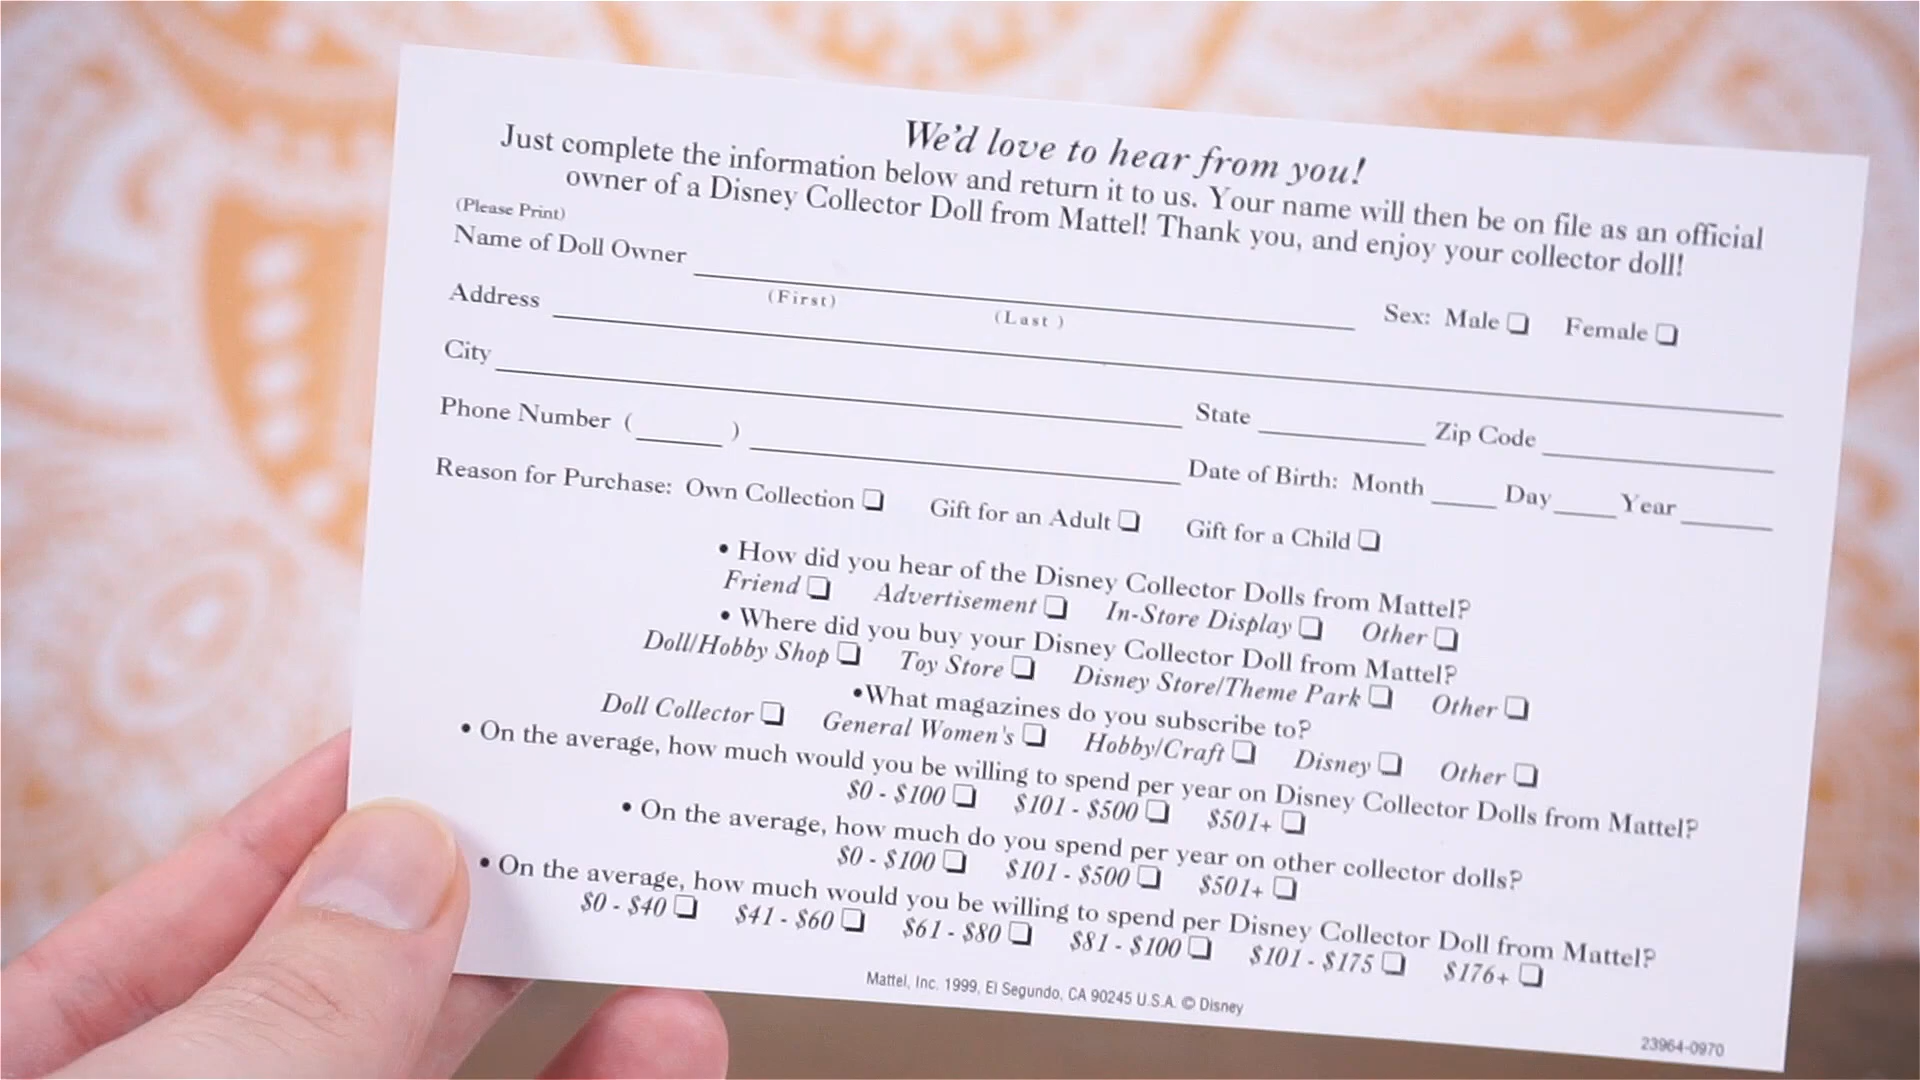 We'd love to hear from you!
Just complete the information below and return it to us. Your name will then be on file as an official
owner of a Disney Collector Doll from Mattel! Thank you, and enjoy your collector doll!
(Please Print)
Name of Doll Owner
(First) (Last ) Sex: Male ❏ Female ❏
Address
City State Zip Code
Phone Number ( ) Date of Birth: Month Day Year
Reason for Purchase: Own Collection ❏ Gift for an Adult ❏ Gift for a Child ❏
• How did you hear of the Disney Collector Dolls from Mattel?
Friend ❏ Advertisement ❏ In-Store Display ❏ Other ❏
• Where did you buy your Disney Collector Doll from Mattel?
Doll/Hobby Shop ❏ Toy Store ❏ Disney Store/Theme Park ❏ Other ❏
•What magazines do you subscribe to?
Doll Collector ❏ General Women's ❏ Hobby/Craft ❏ Disney ❏ Other ❏
• On the average, how much would you be willing to spend per year on Disney Collector Dolls from Mattel?
$0 - $100 ❏ $101 - $500 ❏ $501+ ❏
• On the average, how much do you spend per year on other collector dolls?
$0 - $100 ❏ $101 - $500 ❏ $501+ ❏
• On the average, how much would you be willing to spend per Disney Collector Doll from Mattel?
$0 - $40 ❏ $41 - $60 ❏ $61 - $80 ❏ $81 - $100 ❏ $101 - $175 ❏ $176+ ❏
Mattel, Inc. 1999, El Segundo, CA 90245 U.S.A. © Disney
23964-0970